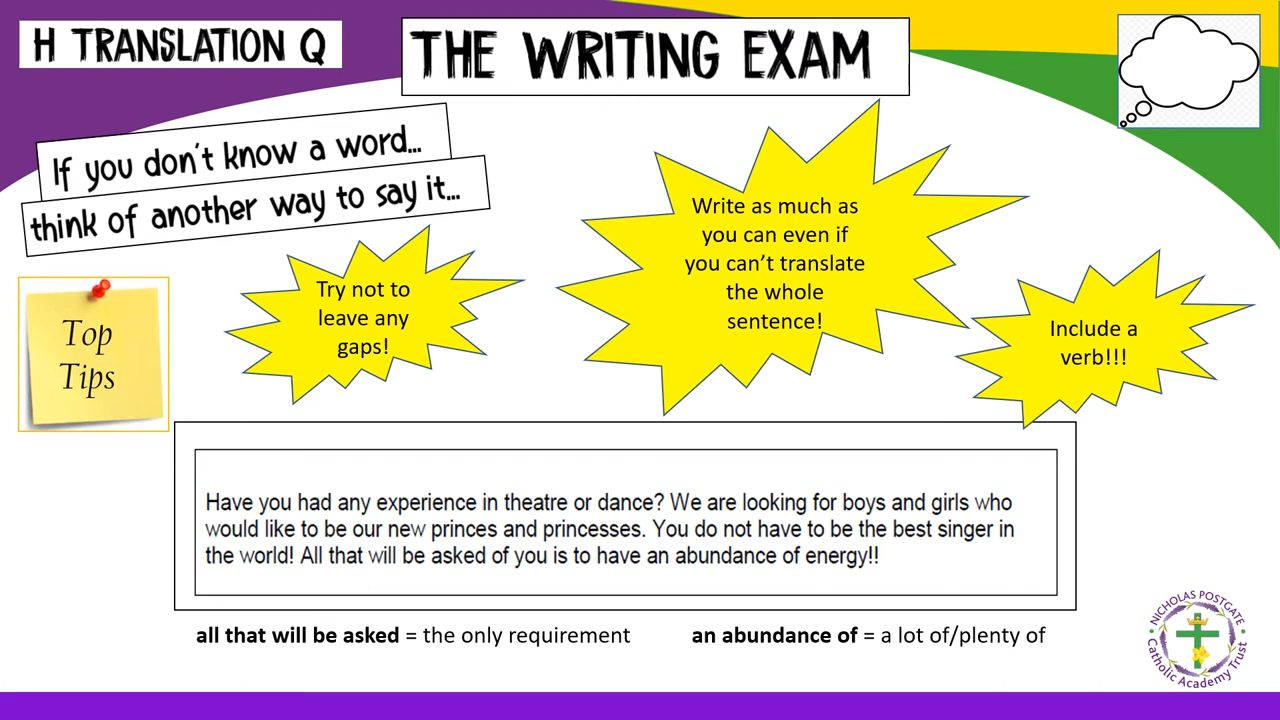 H TRANSLATION Q
THE WRITING EXAM
If you don't know a word...
think of another way to say it...
Top
Tips
Try not to
leave any
gaps!
Write as much as
you can even if
you can't translate
the whole
sentence!
Include a
verb!!!
Have you had any experience in theatre or dance? We are looking for boys and girls who
would like to be our new princes and princesses. You do not have to be the best singer in
the world! All that will be asked of you is to have an abundance of energy!!
all that will be asked = the only requirement
an abundance of = a lot of/plenty of
NICHOLAS POSTGATE
Catholic Academy Trust